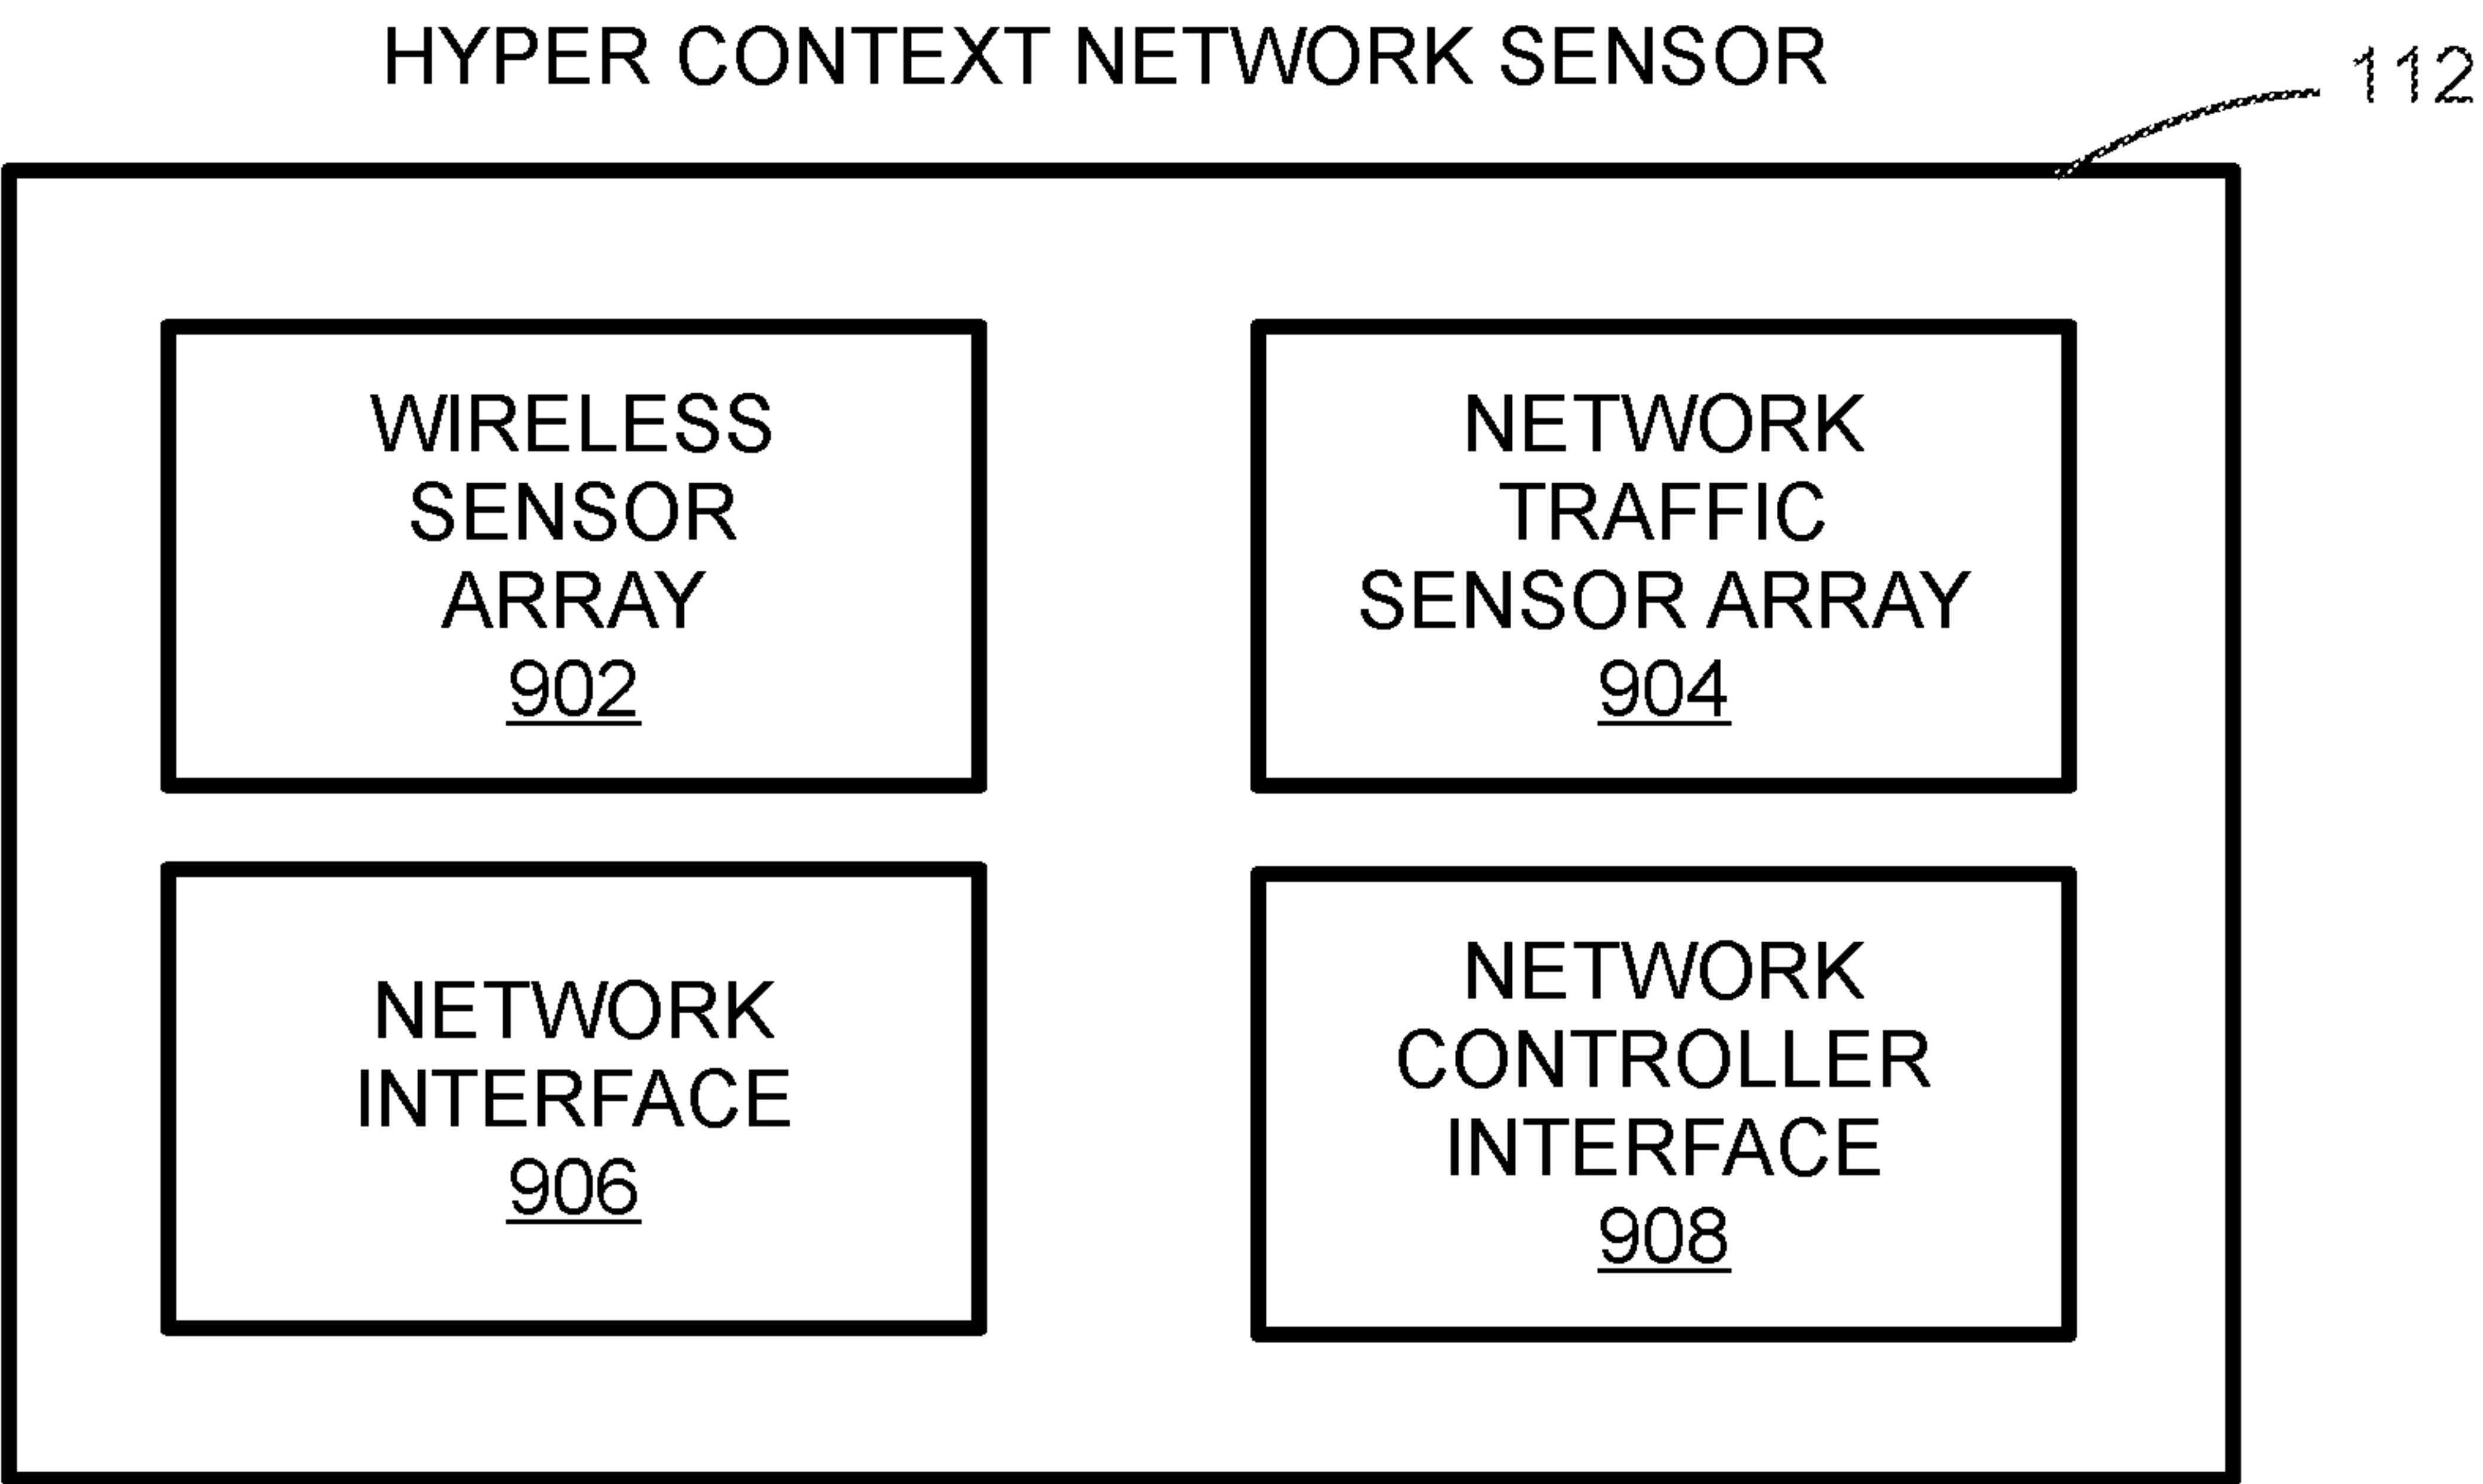 HYPER CONTEXT NETWORK SENSOR
112
WIRELESS
SENSOR
ARRAY
902
NETWORK
TRAFFIC
SENSOR ARRAY
904
NETWORK
INTERFACE
906
NETWORK
CONTROLLER
INTERFACE
908